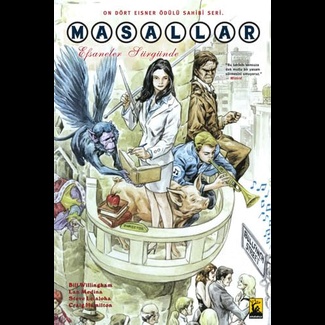 ON DÖRT EISNER ÖDÜLÜ SAHİBİ SERİ.
MASALLAR
Efsaneler Sürgünde
Bill Willingham
Lan Medina
Steve Leialoha
Craig Hamilton